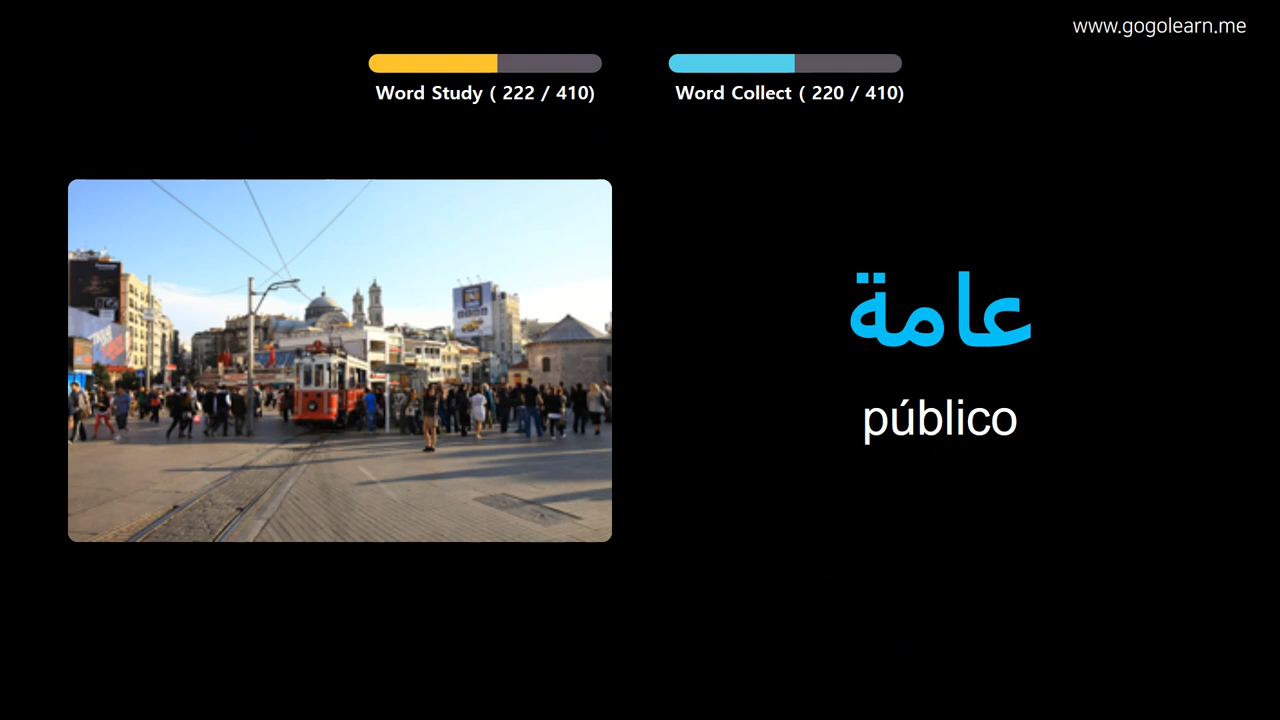 www.gogolearn.me
Word Study ( 222 / 410)
Word Collect ( 220 / 410)
عامة
público